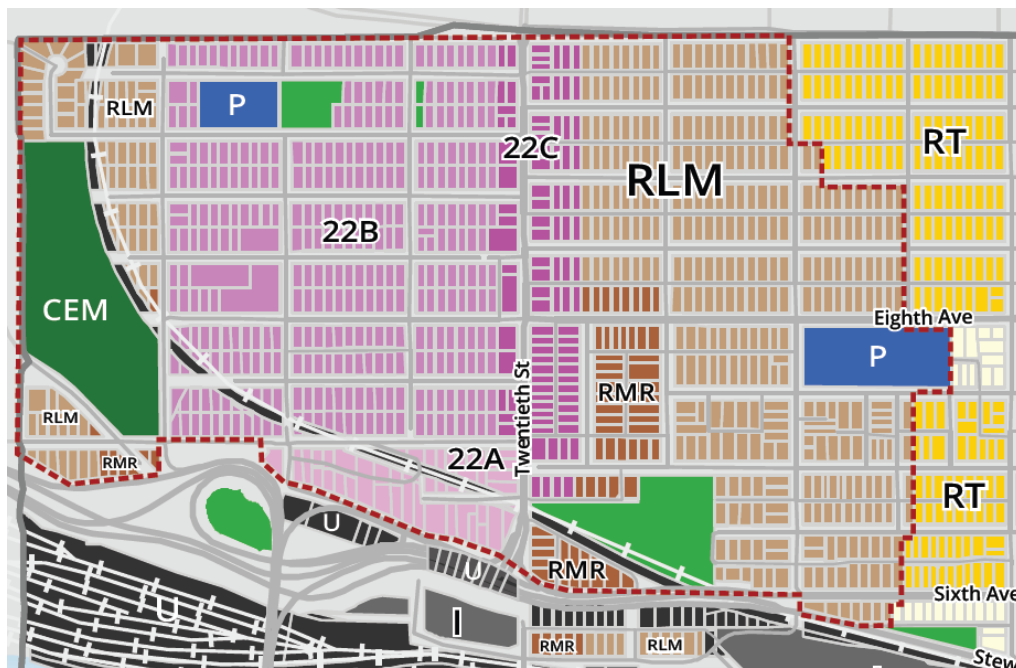 RLM
P
22C
RT
RLM
22B
CEM
Eighth Ave
P
Twentieth St
RMR
RLM
RMR
22A
RT
U
U
RMR
U
I
Sixth Ave
RMR
RLM
Stew